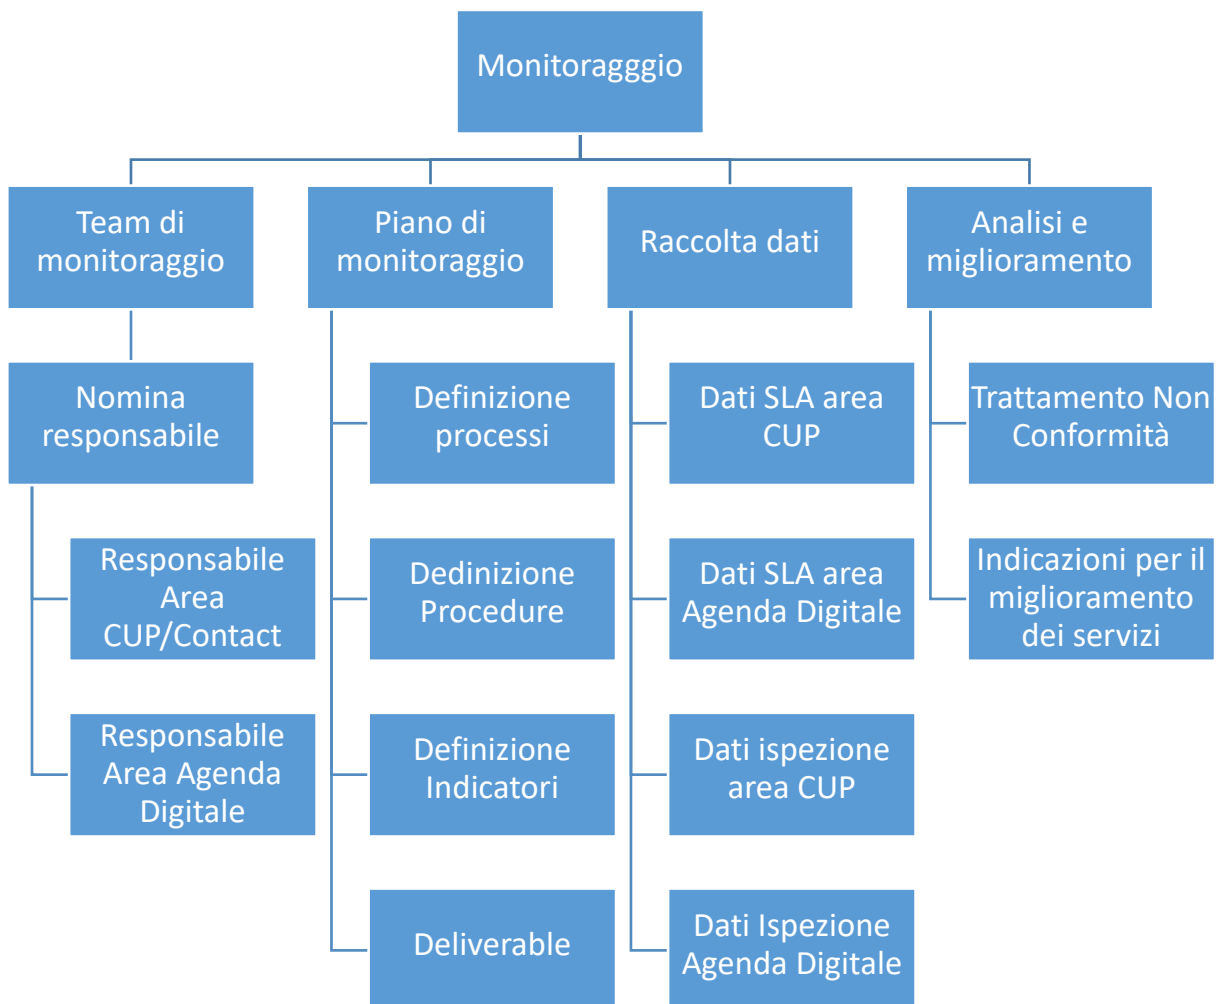 Monitoragggio
Team di
monitoraggio
Piano di
monitoraggio
Raccolta dati
Analisi e
miglioramento
Nomina
responsabile
Responsabile
Area
CUP/Contact
Responsabile
Area Agenda
Digitale
Definizione
processi
Dedinizione
Procedure
Definizione
Indicatori
Deliverable
Dati SLA area
CUP
Dati SLA area
Agenda Digitale
Dati ispezione
area CUP
Dati Ispezione
Agenda Digitale
Trattamento Non
Conformità
Indicazioni per il
miglioramento
dei servizi